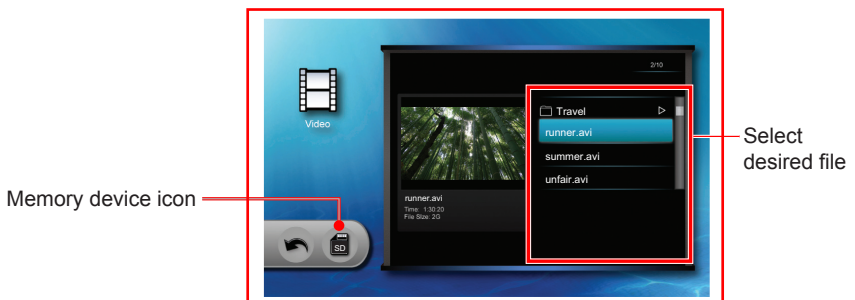 2/10
Video
Travel
runner.avi
summer.avi
unfair.avi
runner.avi
Time: 1:30:20
File Size: 2G
SD
Memory device icon
Select
desired file